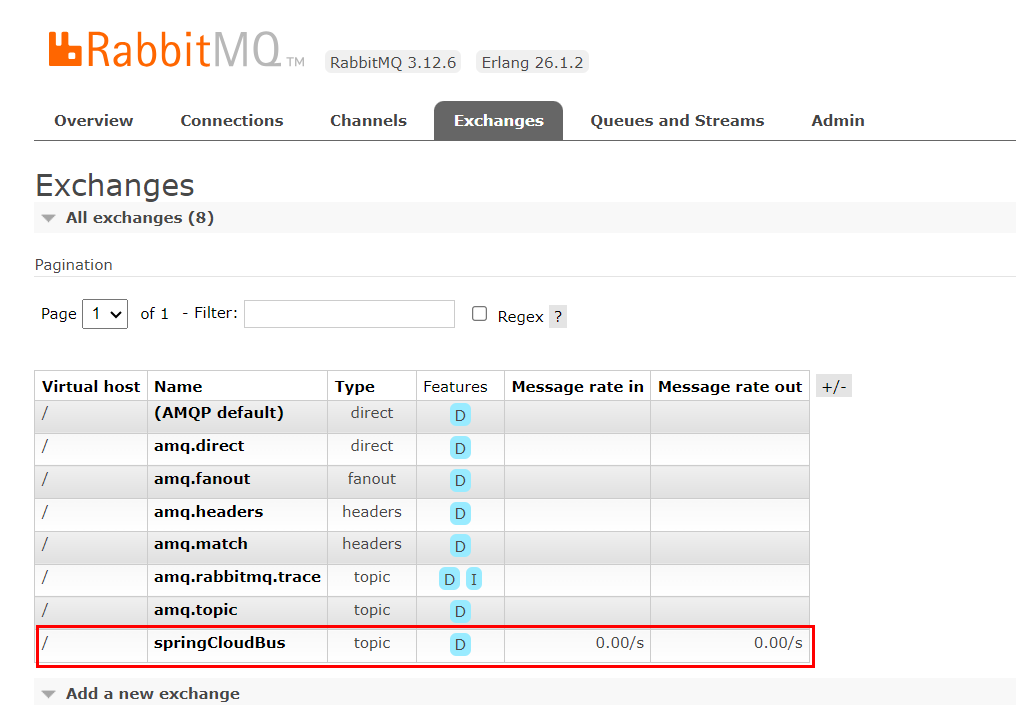 RabbitMQ TM RabbitMQ 3.12.6 Erlang 26.1.2
Overview Connections Channels Exchanges Queues and Streams Admin
Exchanges
All exchanges (8)
Pagination
Page 1 of 1 - Filter: Regex ?
Virtual host Name Type Features Message rate in Message rate out +/-
/ (AMQP default) direct D
/ amq.direct direct D
/ amq.fanout fanout D
/ amq.headers headers D
/ amq.match headers D
/ amq.rabbitmq.trace topic D I
/ amq.topic topic D
/ springCloudBus topic D 0.00/s 0.00/s
Add a new exchange